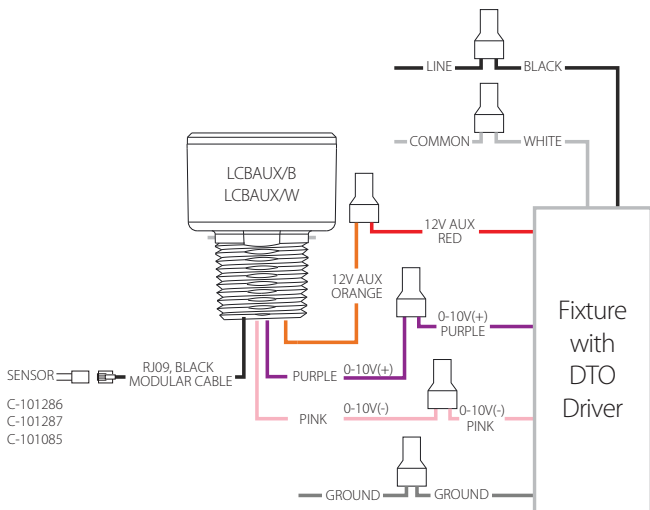 LINE
BLACK
COMMON
WHITE
LCBAUX/B
LCBAUX/W
12V AUX
RED
12V AUX
ORANGE
0-10V(+)
PURPLE
Fixture
with
DTO
Driver
SENSOR
RJ09, BLACK
MODULAR CABLE
PURPLE
0-10V(+)
C-101286
C-101287
C-101085
PINK
0-10V(-)
0-10V(-)
PINK
GROUND
GROUND